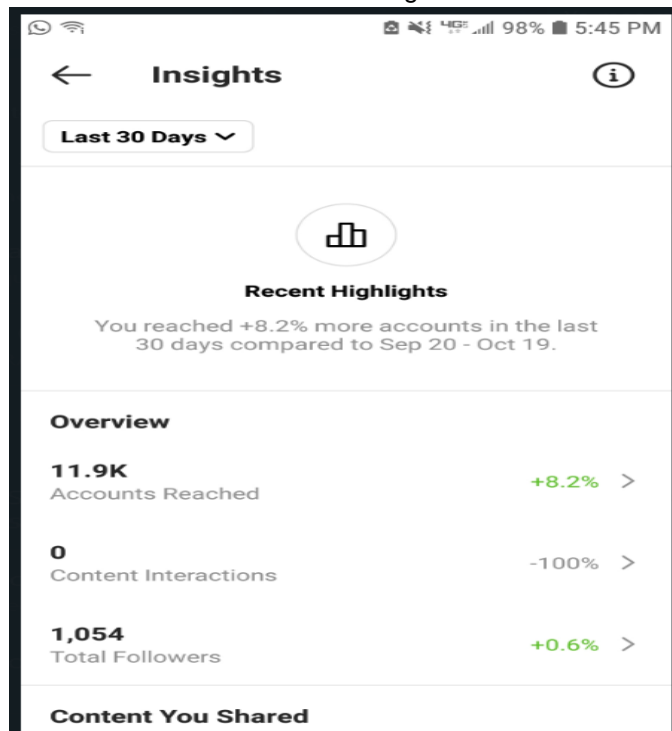 98% 5:45 PM
Insights
Last 30 Days
Recent Highlights
You reached +8.2% more accounts in the last
30 days compared to Sep 20 - Oct 19.
Overview
11.9K
Accounts Reached
+8.2%
0
Content Interactions
-100%
1,054
Total Followers
+0.6%
Content You Shared